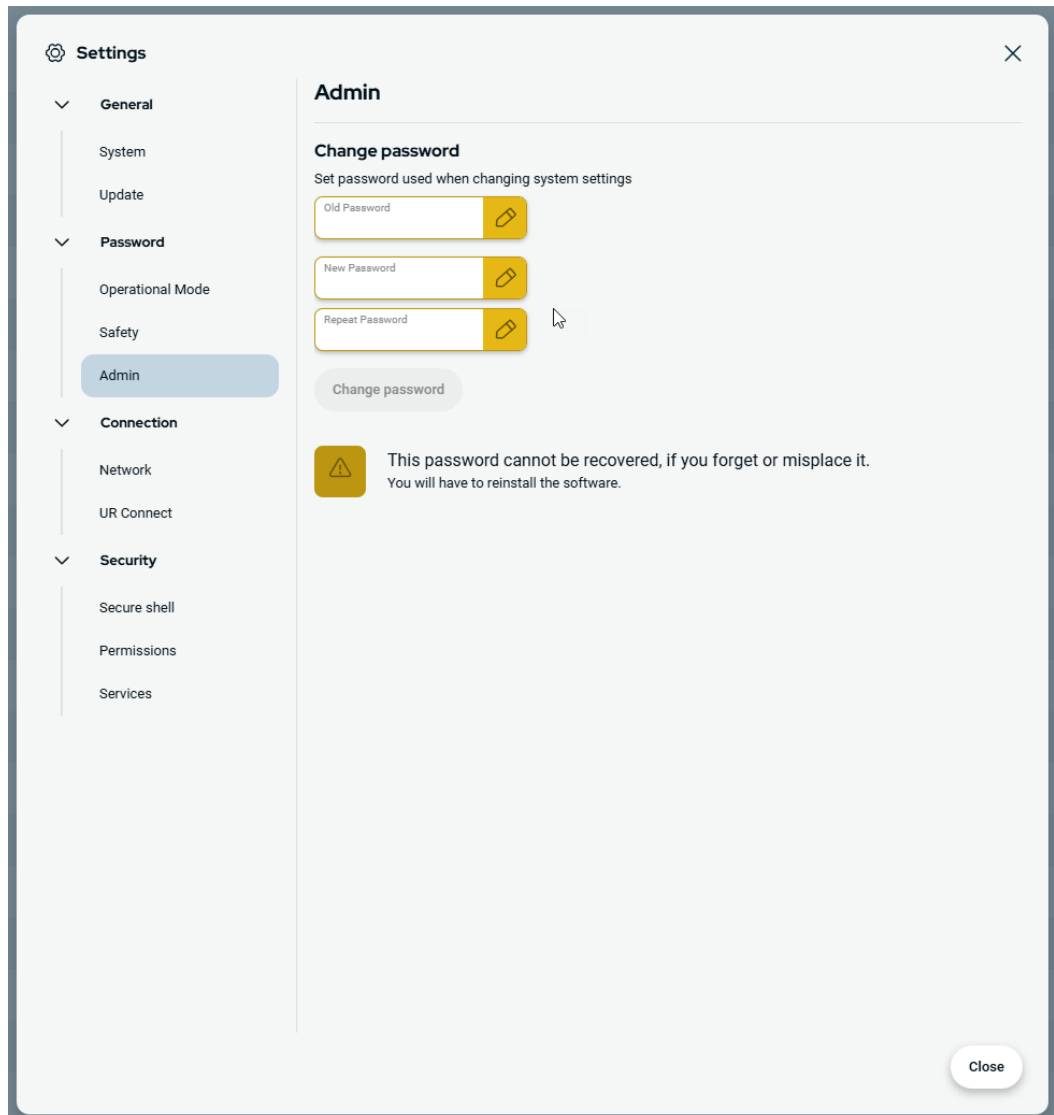 Settings
General
System
Update
Password
Operational Mode
Safety
Admin
Connection
Network
UR Connect
Security
Secure shell
Permissions
Services
Admin
Change password
Set password used when changing system settings
Old Password
New Password
Repeat Password
Change password
This password cannot be recovered, if you forget or misplace it.
You will have to reinstall the software.
Close